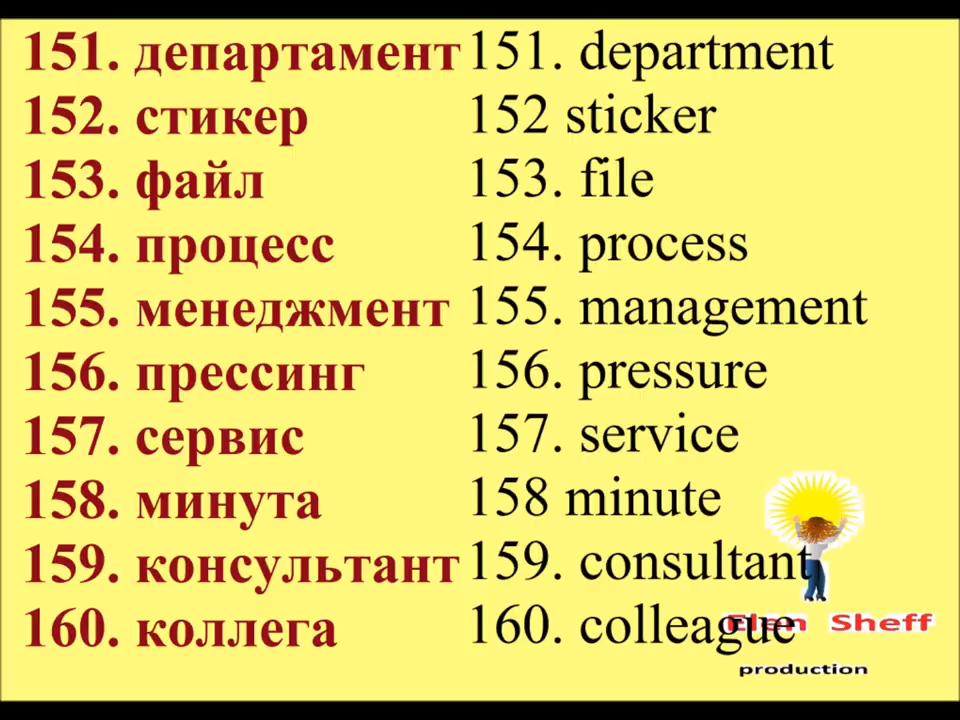 151. департамент
152. стикер
153. файл
154. процесс
155. менеджмент
156. прессинг
157. сервис
158. минута
159. консультант
160. коллега
151. department
152 sticker
153. file
154. process
155. management
156. pressure
157. service
158 minute
159. consultant
160. colleague
Elen Sheff
production